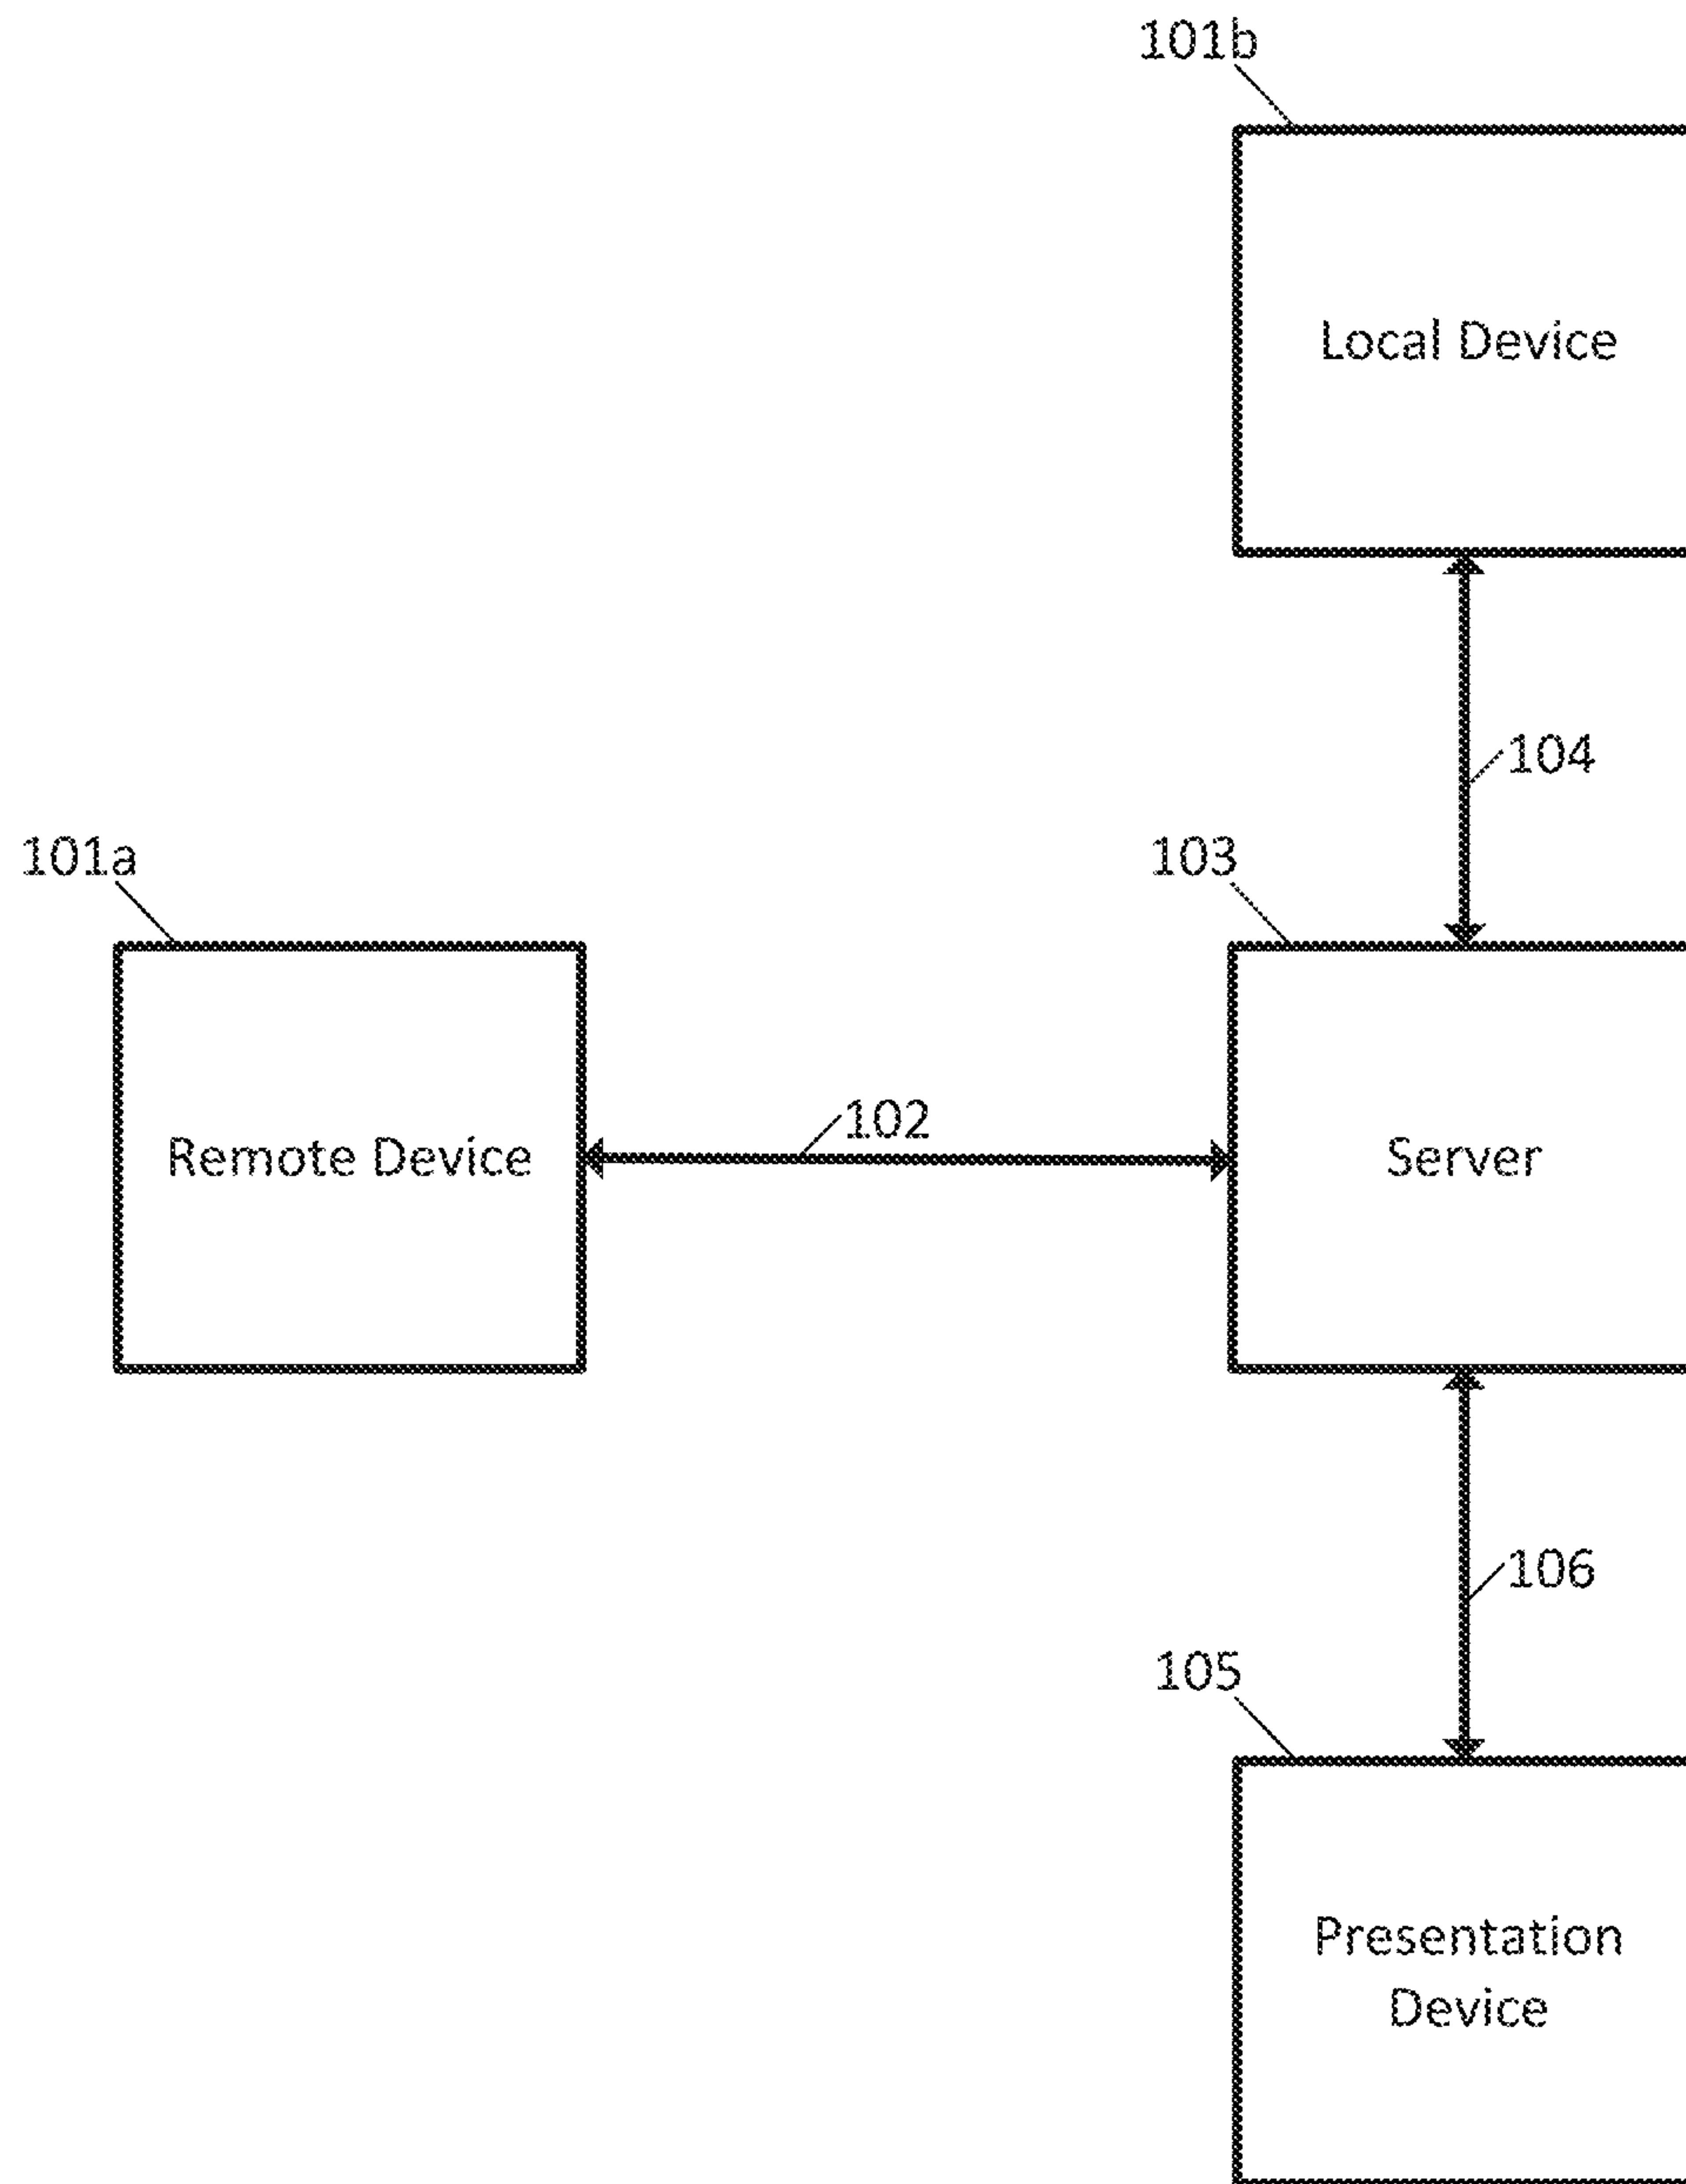 101b
Local Device
104
101a
103
102
Remote Device
Server
106
105
Presentation
Device